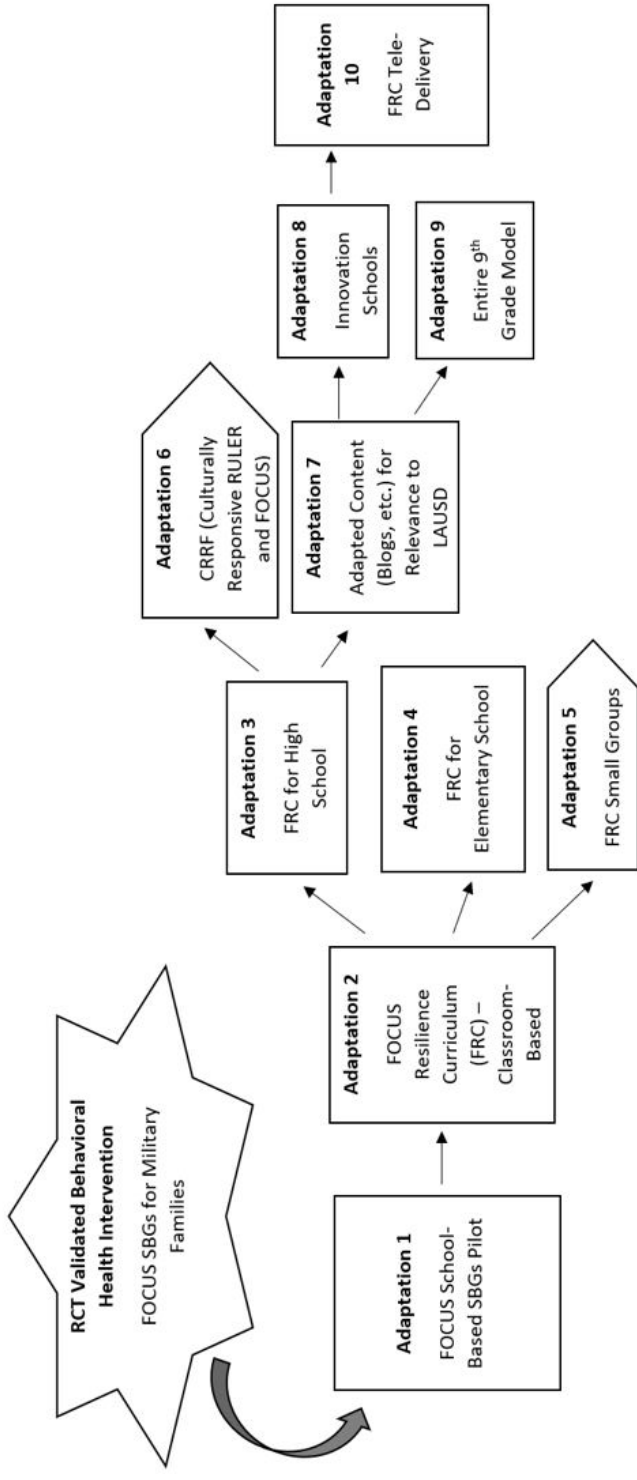 RCT Validated Behavioral
Health Intervention
FOCUS SBGs for Military
Families
Adaptation 1
FOCUS School-
Based SBGs Pilot
Adaptation 2
FOCUS
Resilience
Curriculum
(FRC) –
Classroom-
Based
Adaptation 3
FRC for High
School
Adaptation 4
FRC for
Elementary School
Adaptation 5
FRC Small Groups
Adaptation 6
CRRF (Culturally
Responsive RULER
and FOCUS)
Adaptation 7
Adapted Content
(Blogs, etc.) for
Relevance to
LAUSD
Adaptation 8
Innovation
Schools
Adaptation 9
Entire 9th
Grade Model
Adaptation
10
FRC Tele-
Delivery